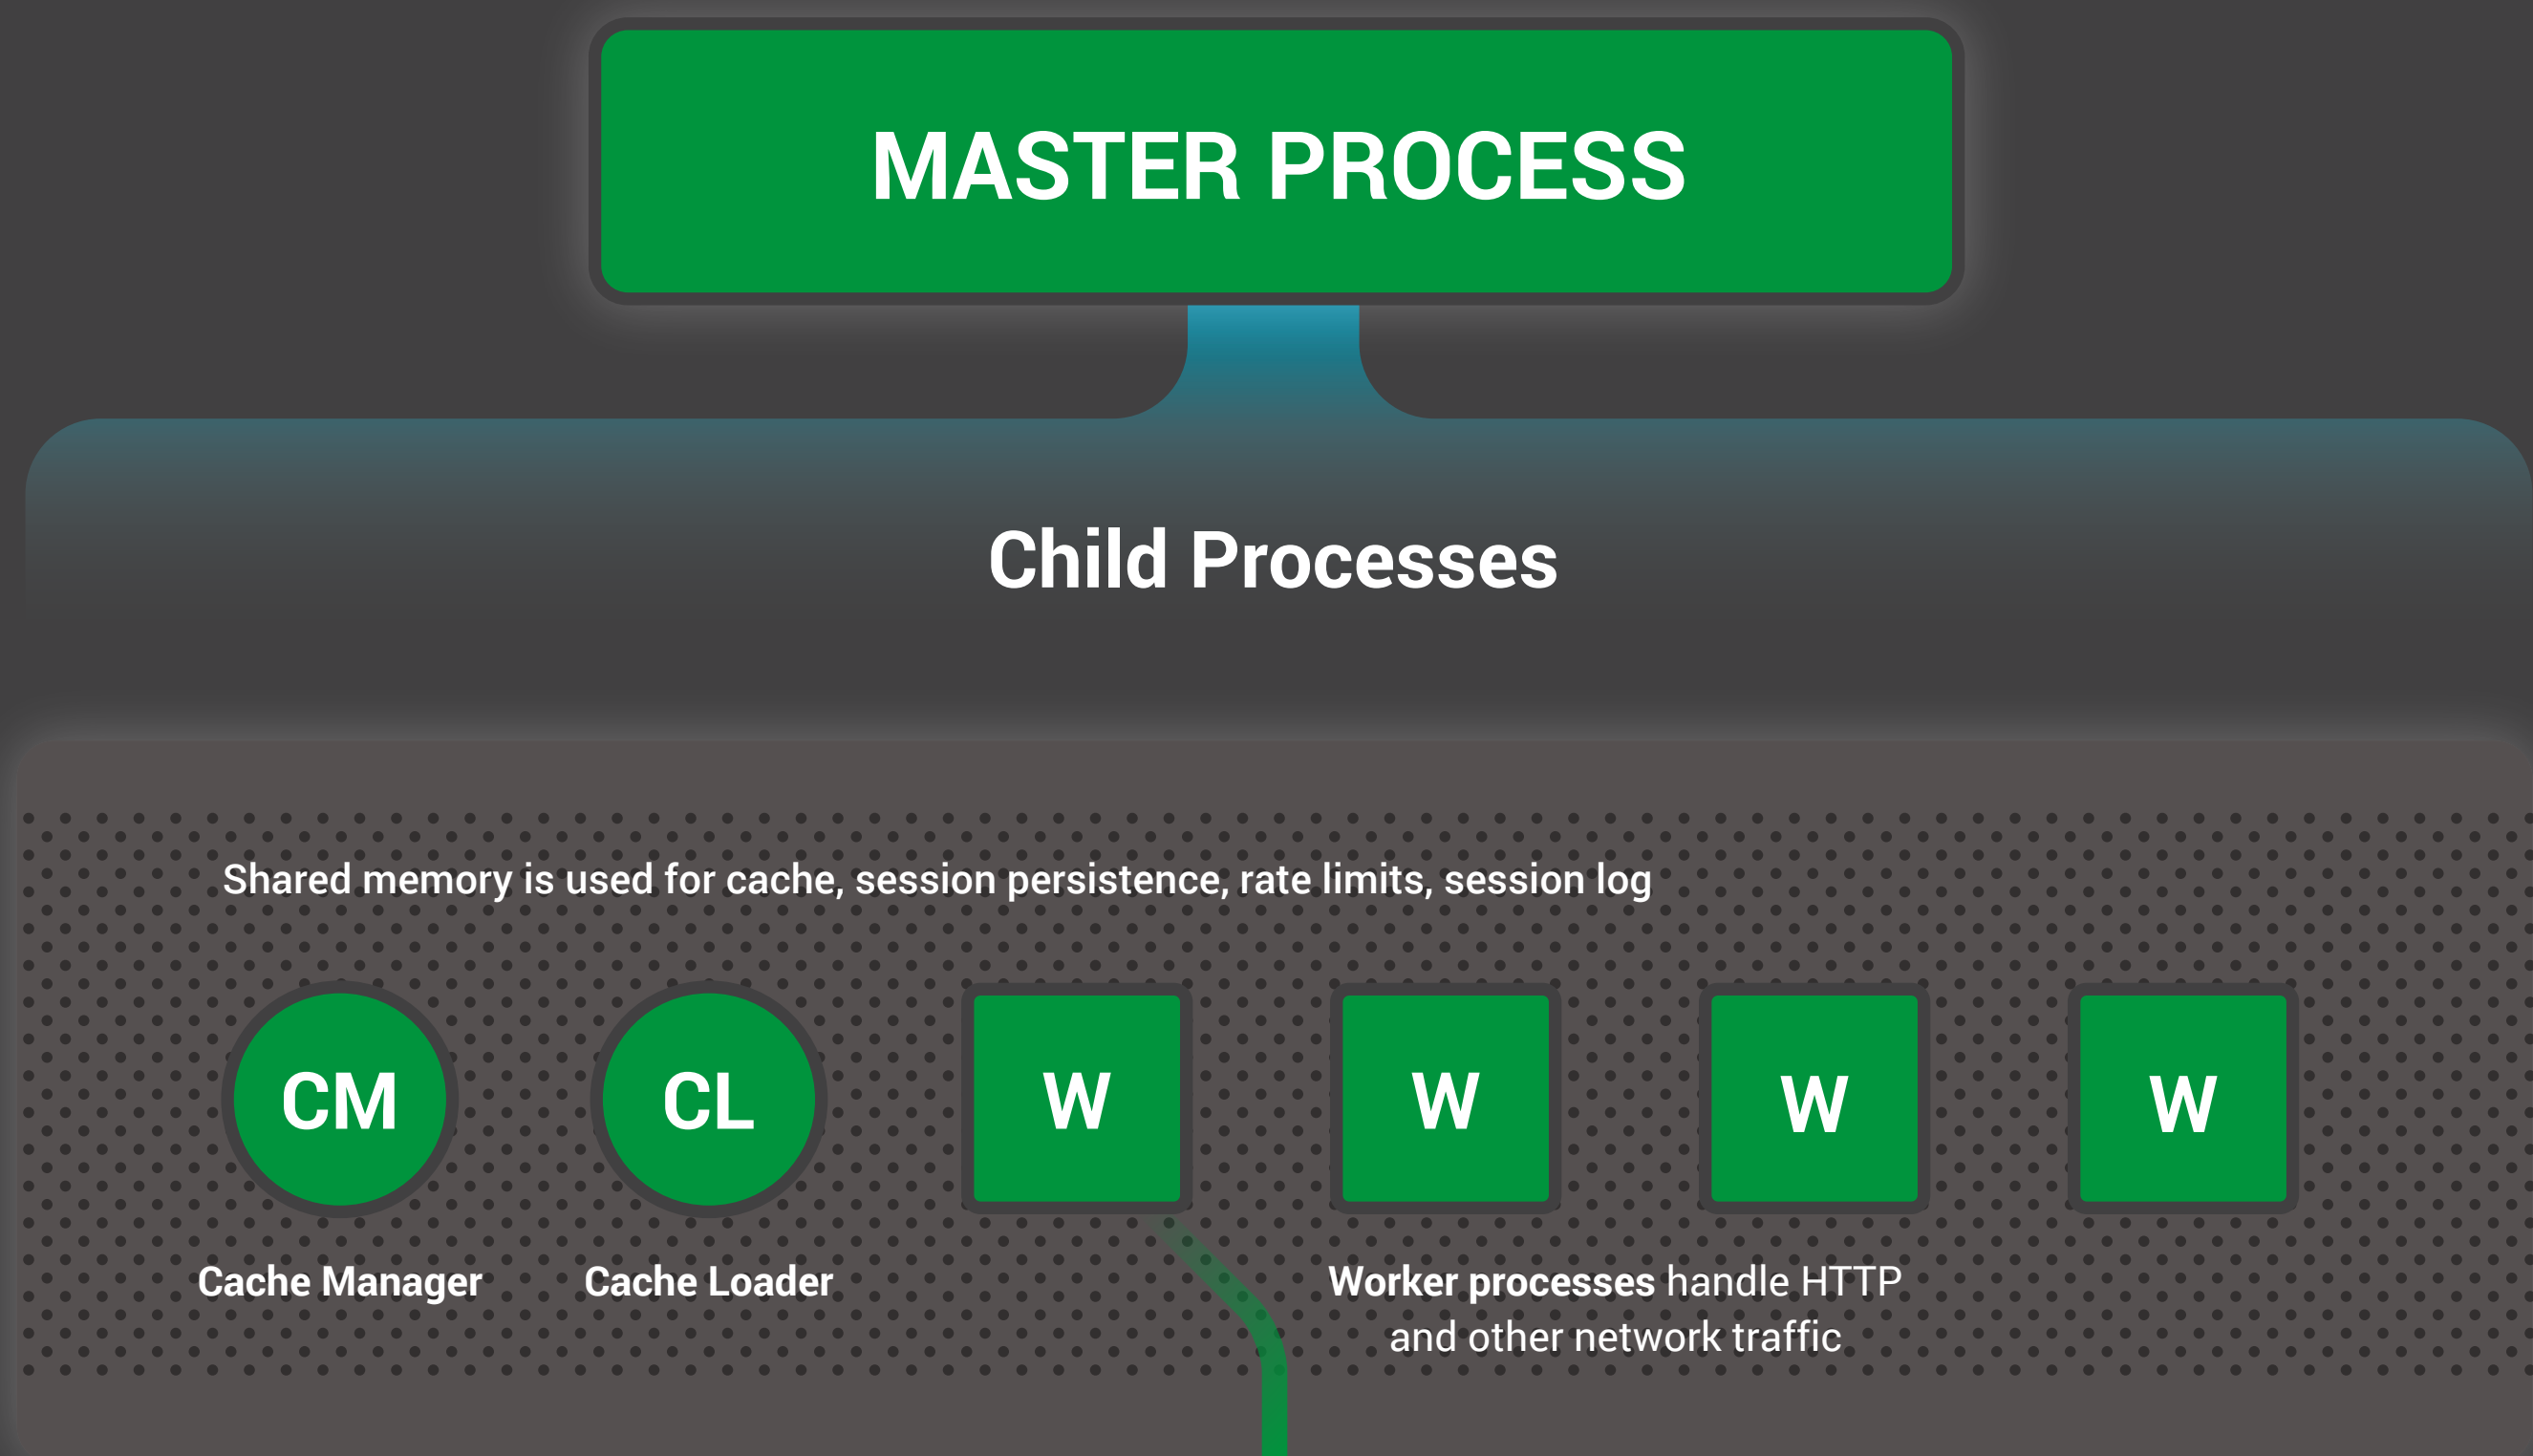 MASTER PROCESS
Child Processes
Shared memory is used for cache, session persistence, rate limits, session log
CM
CL
W
W
W
W
Cache Manager
Cache Loader
Worker processes handle HTTP
and other network traffic